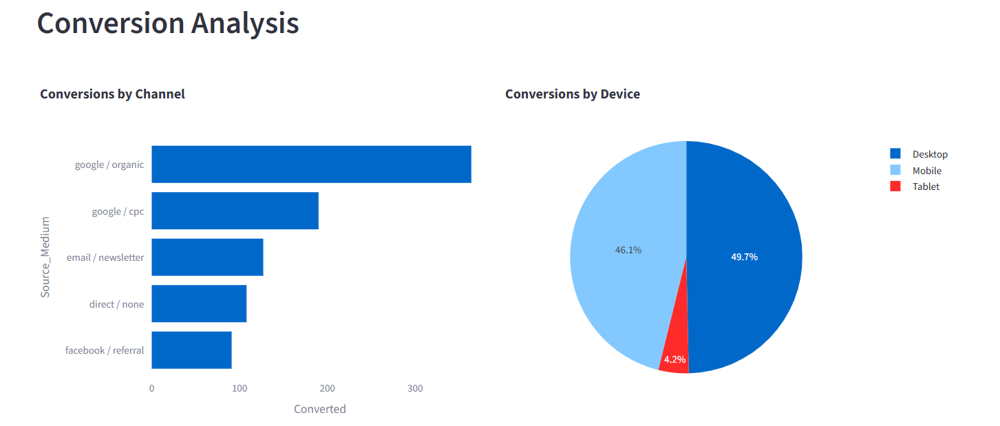 Conversion Analysis
Conversions by Channel
Source_Medium
google / organic
google / cpc
email / newsletter
direct / none
facebook / referral
0 100 200 300
Converted
Conversions by Device
46.1%
49.7%
4.2%
Desktop
Mobile
Tablet